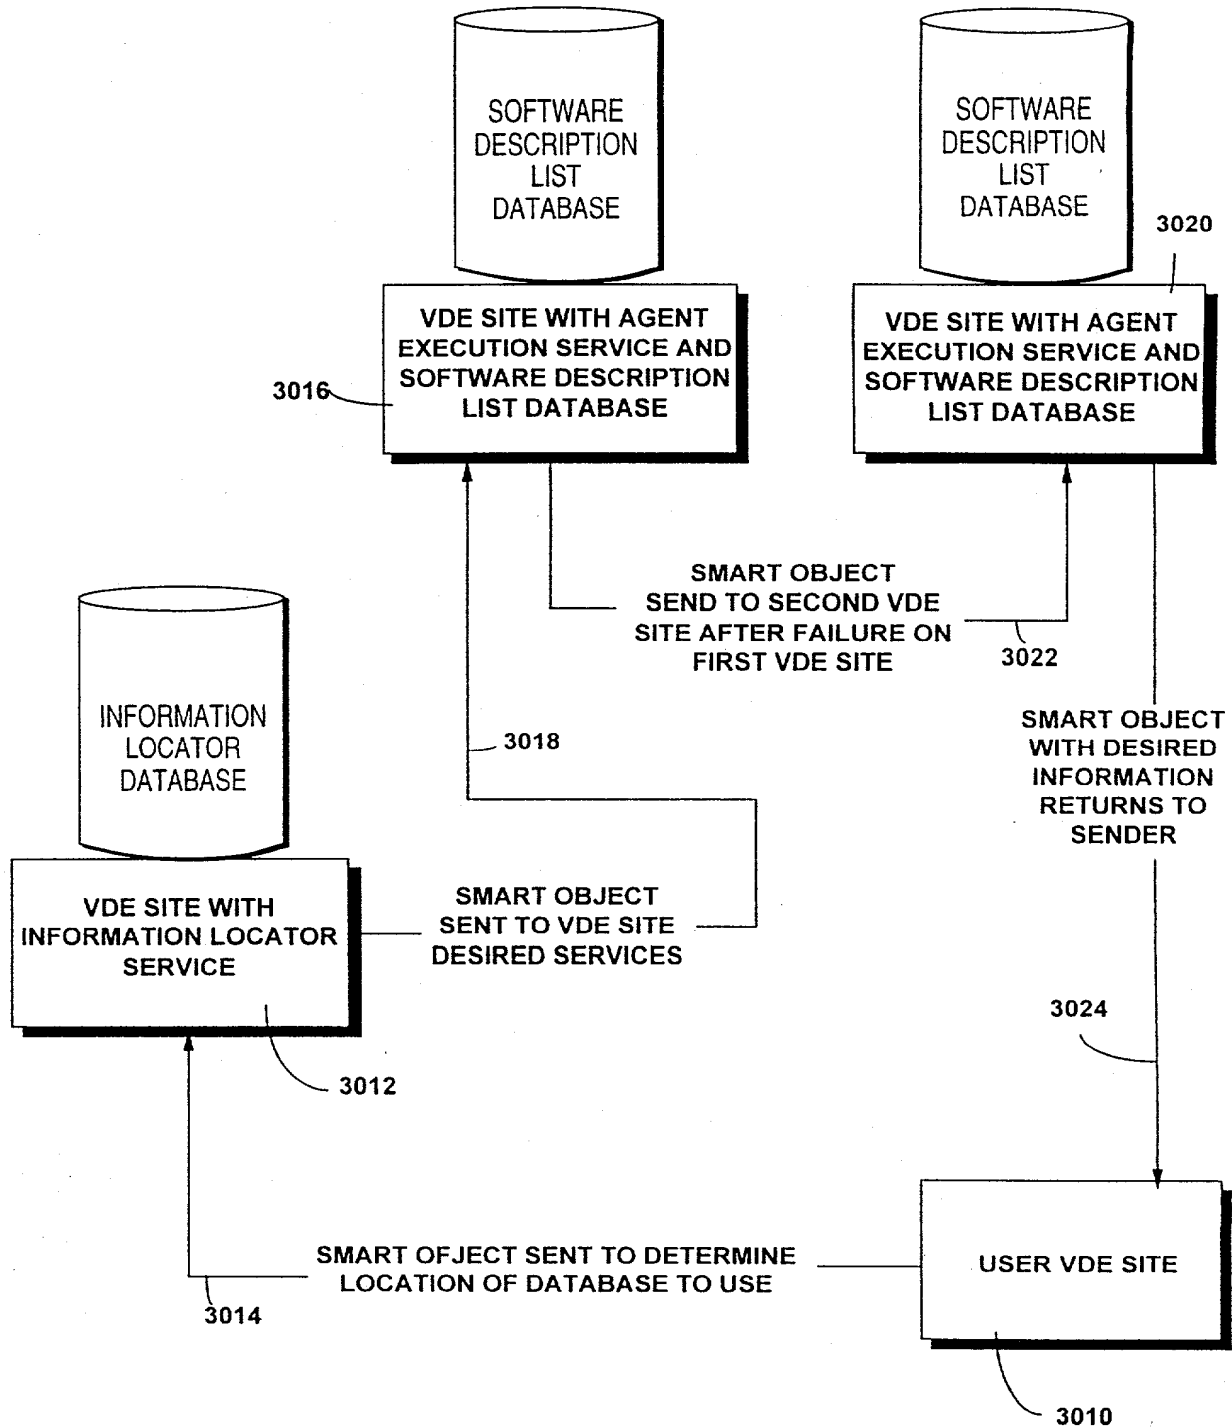 SOFTWARE
DESCRIPTION
LIST
DATABASE
SOFTWARE
DESCRIPTION
LIST
DATABASE
3020
VDE SITE WITH AGENT
EXECUTION SERVICE AND
SOFTWARE DESCRIPTION
LIST DATABASE
3016
VDE SITE WITH AGENT
EXECUTION SERVICE AND
SOFTWARE DESCRIPTION
LIST DATABASE
SMART OBJECT
SEND TO SECOND VDE
SITE AFTER FAILURE ON
FIRST VDE SITE
3022
INFORMATION
LOCATOR
DATABASE
3018
SMART OBJECT
WITH DESIRED
INFORMATION
RETURNS TO
SENDER
VDE SITE WITH
INFORMATION LOCATOR
SERVICE
SMART OBJECT
SENT TO VDE SITE
DESIRED SERVICES
3024
3012
SMART OFJECT SENT TO DETERMINE
LOCATION OF DATABASE TO USE
USER VDE SITE
3014
3010